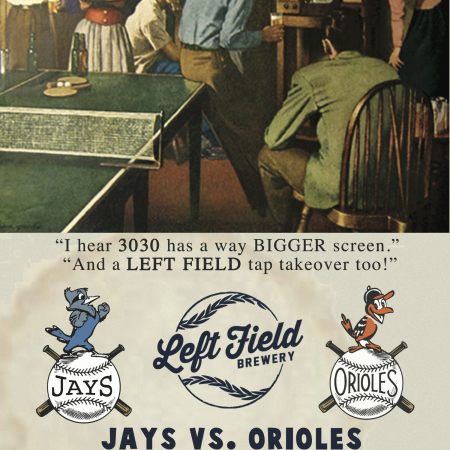 “I hear 3030 has a way BIGGER screen.”
“And a LEFT FIELD tap takeover too!”
JAYS
Left Field
BREWERY
ORIOLES
JAYS VS. ORIOLES